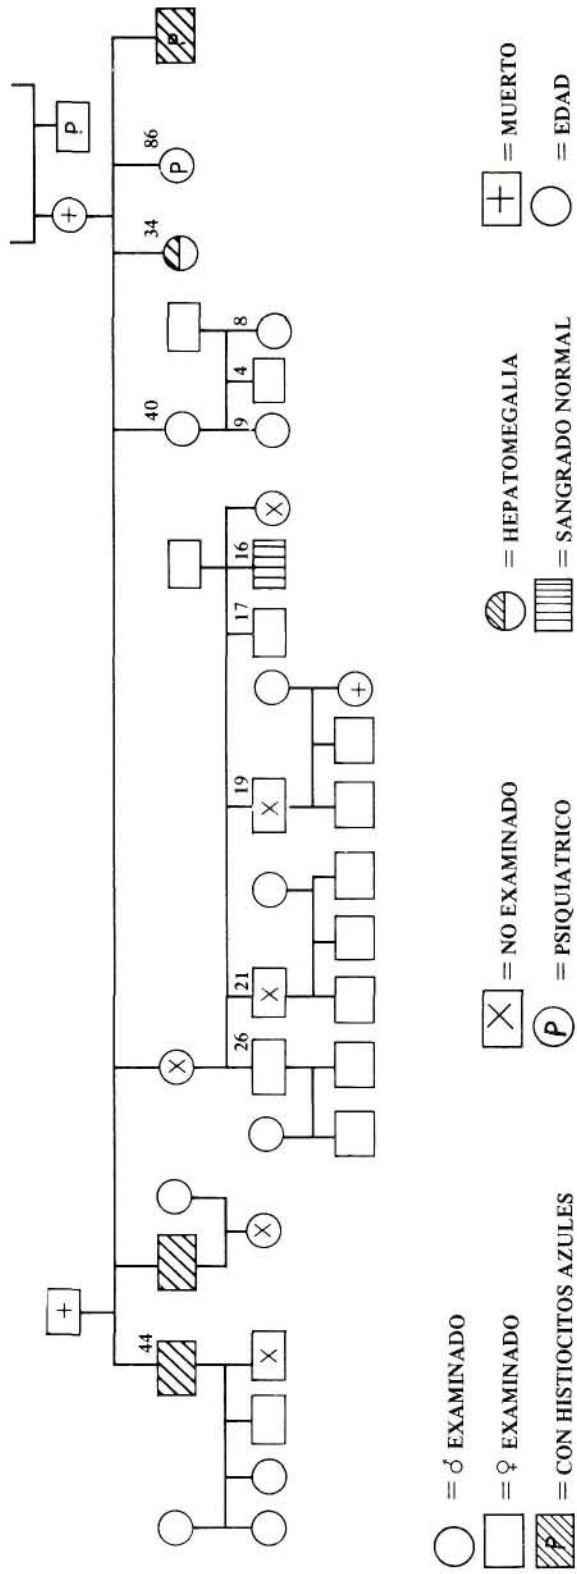 P
+ +
44 40 34 86
X P P
26 21 19 17 16 9 4 8
X X X X X
+
= ♂ EXAMINADO
= ♀ EXAMINADO
P = CON HISTIOCITOS AZULES
X = NO EXAMINADO
P = PSIQUIATRICO
= HEPATOMEGALIA
= SANGRADO NORMAL
+ = MUERTO
= EDAD